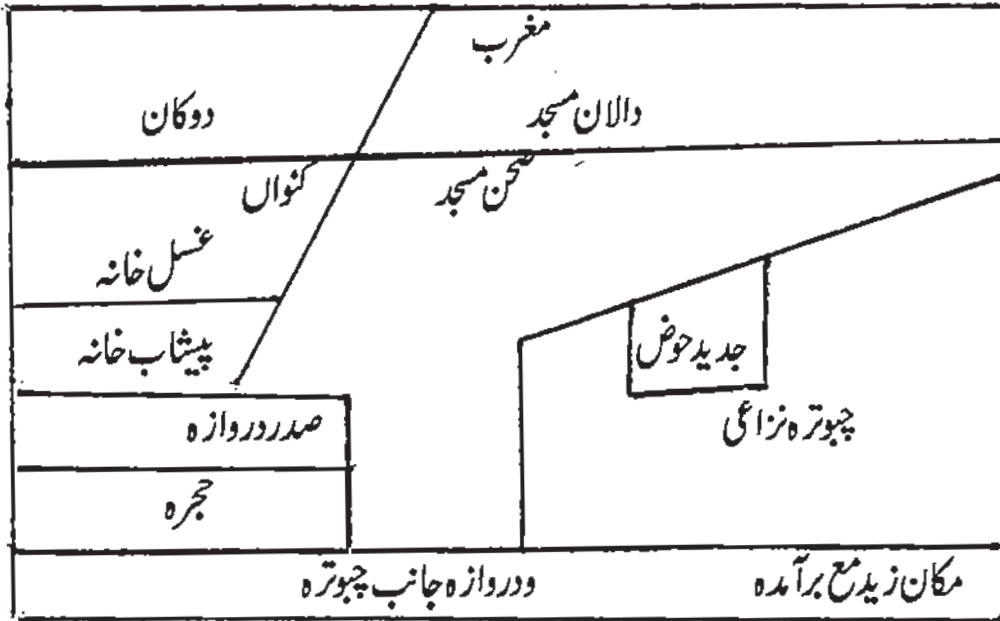 مغرب
دالان مسجد
دوکان
صحن مسجد
کنواں
غسل خانہ
پیشاب خانہ
جدید حوض
چبوترہ نزاعی
صدر دروازہ
حجرہ
مکان زید مع برآمدہ
ودروازہ جانب چبوترہ